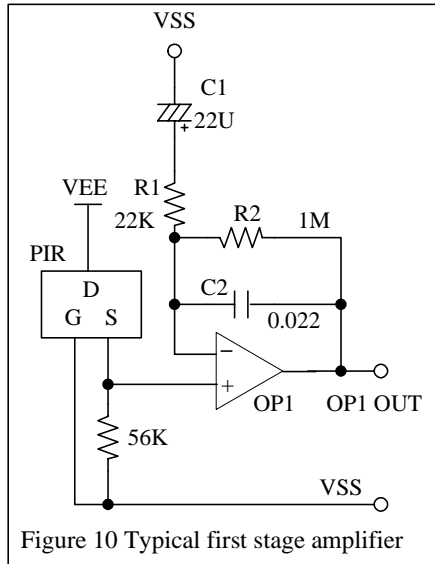 VSS
C1
+
22U
VEE
R1
22K
R2
1M
PIR
D
G S
C2
0.022
−
+
OP1
OP1 OUT
56K
VSS
Figure 10 Typical first stage amplifier